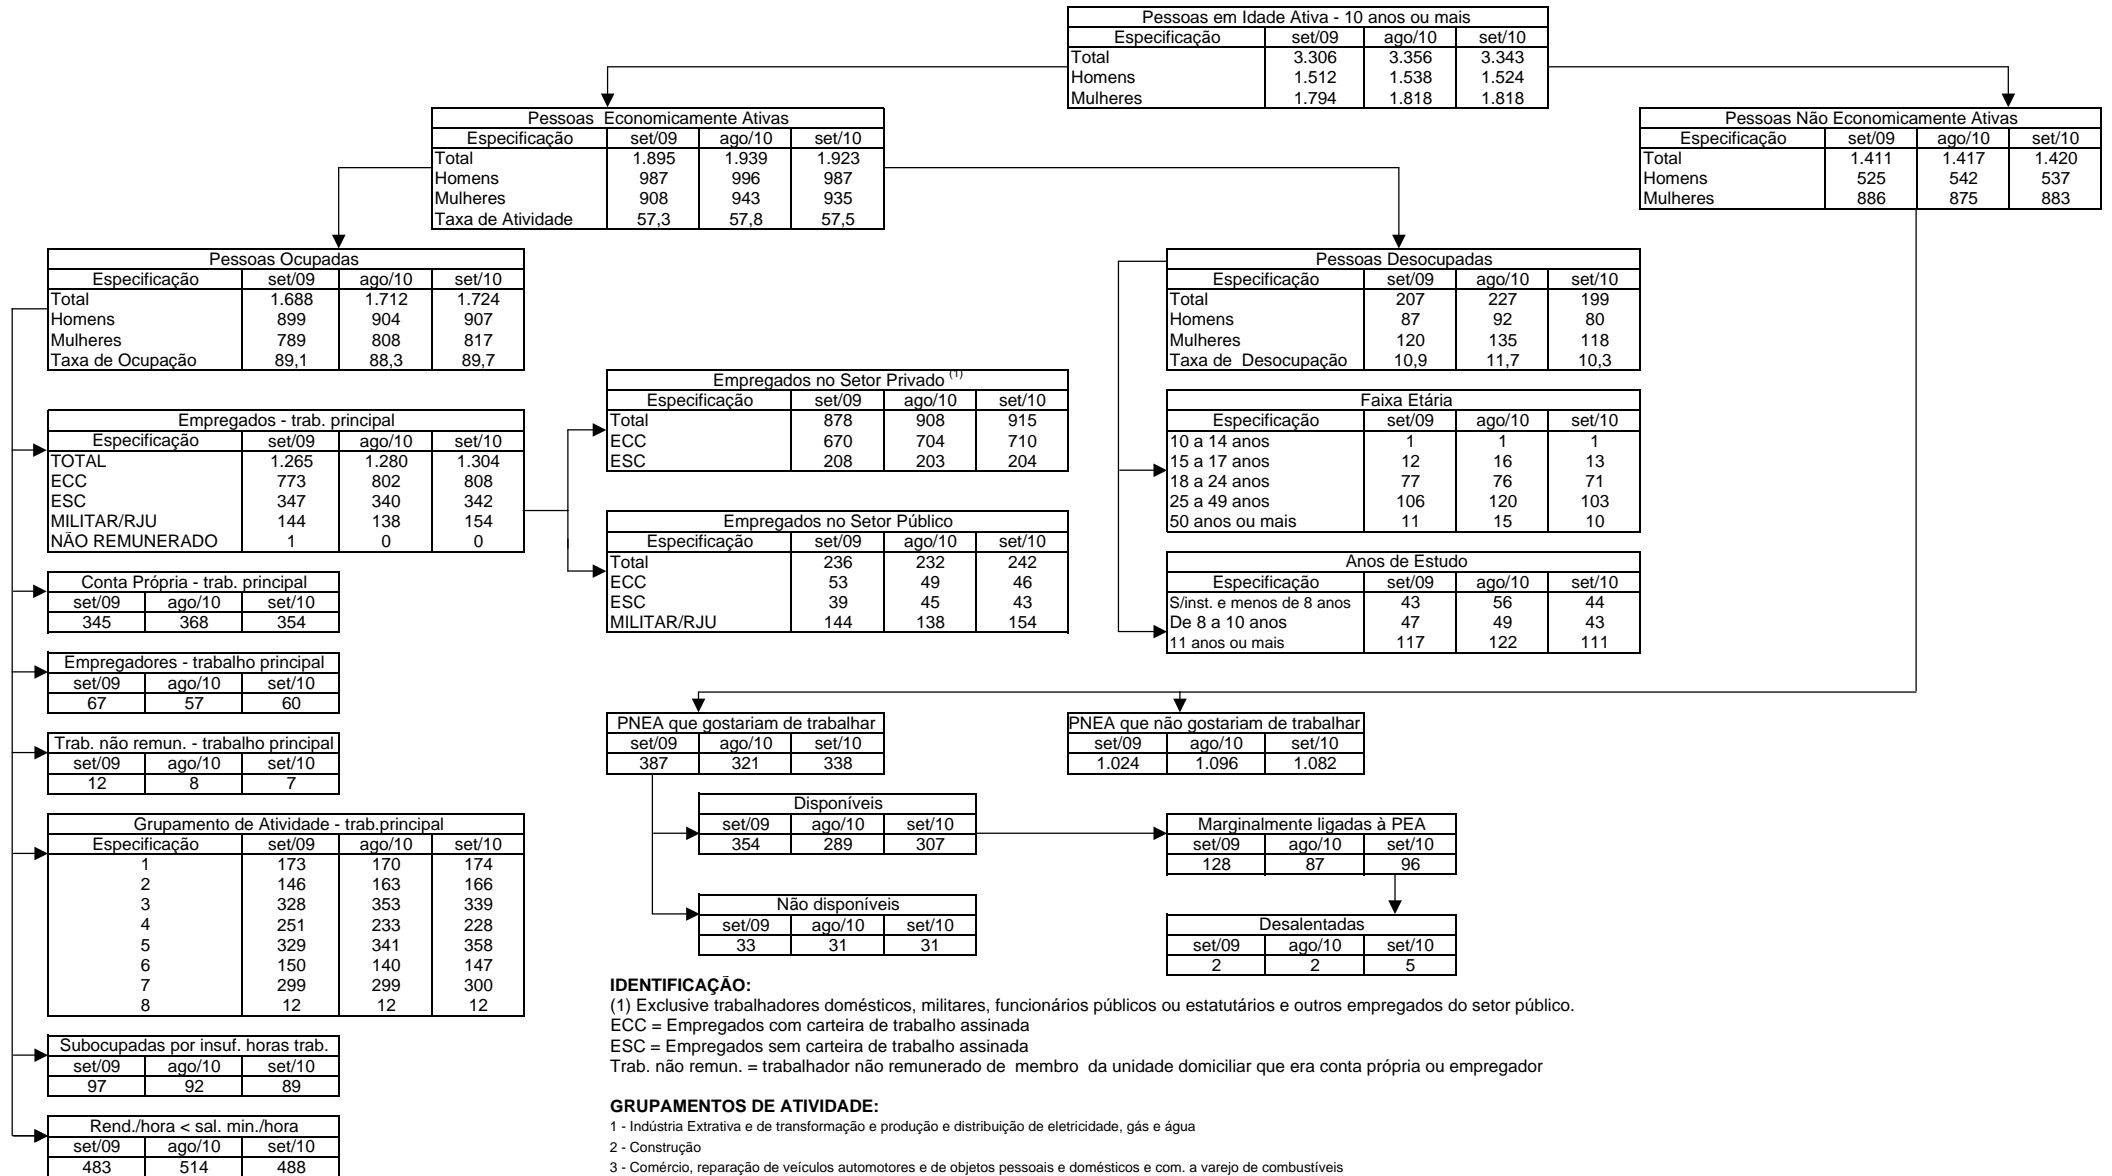 Pessoas em Idade Ativa - 10 anos ou mais
Especificação set/09 ago/10 set/10
Total 3.306 3.356 3.343
Homens 1.512 1.538 1.524
Mulheres 1.794 1.818 1.818
Pessoas Economicamente Ativas
Especificação set/09 ago/10 set/10
Total 1.895 1.939 1.923
Homens 987 996 987
Mulheres 908 943 935
Taxa de Atividade 57,3 57,8 57,5
Pessoas Não Economicamente Ativas
Especificação set/09 ago/10 set/10
Total 1.411 1.417 1.420
Homens 525 542 537
Mulheres 886 875 883
Pessoas Ocupadas
Especificação set/09 ago/10 set/10
Total 1.688 1.712 1.724
Homens 899 904 907
Mulheres 789 808 817
Taxa de Ocupação 89,1 88,3 89,7
Pessoas Desocupadas
Especificação set/09 ago/10 set/10
Total 207 227 199
Homens 87 92 80
Mulheres 120 135 118
Taxa de Desocupação 10,9 11,7 10,3
Empregados - trab. principal
Especificação set/09 ago/10 set/10
TOTAL 1.265 1.280 1.304
ECC 773 802 808
ESC 347 340 342
MILITAR/RJU 144 138 154
NÃO REMUNERADO 1 0 0
Empregados no Setor Privado (1)
Especificação set/09 ago/10 set/10
Total 878 908 915
ECC 670 704 710
ESC 208 203 204
Empregados no Setor Público
Especificação set/09 ago/10 set/10
Total 236 232 242
ECC 53 49 46
ESC 39 45 43
MILITAR/RJU 144 138 154
Faixa Etária
Especificação set/09 ago/10 set/10
10 a 14 anos 1 1 1
15 a 17 anos 12 16 13
18 a 24 anos 77 76 71
25 a 49 anos 106 120 103
50 anos ou mais 11 15 10
Anos de Estudo
Especificação set/09 ago/10 set/10
S/inst. e menos de 8 anos 43 56 44
De 8 a 10 anos 47 49 43
11 anos ou mais 117 122 111
Conta Própria - trab. principal
set/09 ago/10 set/10
345 368 354
Empregadores - trabalho principal
set/09 ago/10 set/10
67 57 60
Trab. não remun. - trabalho principal
set/09 ago/10 set/10
12 8 7
PNEA que gostariam de trabalhar
set/09 ago/10 set/10
387 321 338
PNEA que não gostariam de trabalhar
set/09 ago/10 set/10
1.024 1.096 1.082
Disponíveis
set/09 ago/10 set/10
354 289 307
Marginalmente ligadas à PEA
set/09 ago/10 set/10
128 87 96
Não disponíveis
set/09 ago/10 set/10
33 31 31
Desalentadas
set/09 ago/10 set/10
2 2 5
Grupamento de Atividade - trab.principal
Especificação set/09 ago/10 set/10
1 173 170 174
2 146 163 166
3 328 353 339
4 251 233 228
5 329 341 358
6 150 140 147
7 299 299 300
8 12 12 12
Subocupadas por insuf. horas trab.
set/09 ago/10 set/10
97 92 89
Rend./hora < sal. min./hora
set/09 ago/10 set/10
483 514 488
IDENTIFICAÇÃO:
(1) Exclusive trabalhadores domésticos, militares, funcionários públicos ou estatutários e outros empregados do setor público.
ECC = Empregados com carteira de trabalho assinada
ESC = Empregados sem carteira de trabalho assinada
Trab. não remun. = trabalhador não remunerado de membro da unidade domiciliar que era conta própria ou empregador
GRUPAMENTOS DE ATIVIDADE:
1 - Indústria Extrativa e de transformação e produção e distribuição de eletricidade, gás e água
2 - Construção
3 - Comércio, reparação de veículos automotores e de objetos pessoais e domésticos e com. a varejo de combustíveis